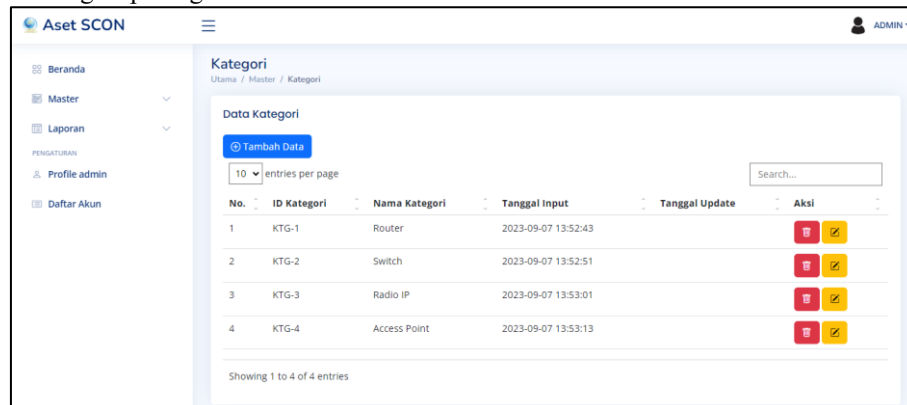 Aset SCON
ADMIN
Beranda
Master
Laporan
PENGATURAN
Profile admin
Daftar Akun
Kategori
Utama / Master / Kategori
Data Kategori
Tambah Data
10 entries per page
Search...
No. ID Kategori Nama Kategori Tanggal Input Tanggal Update Aksi
1 KTG-1 Router 2023-09-07 13:52:43
2 KTG-2 Switch 2023-09-07 13:52:51
3 KTG-3 Radio IP 2023-09-07 13:53:01
4 KTG-4 Access Point 2023-09-07 13:53:13
Showing 1 to 4 of 4 entries